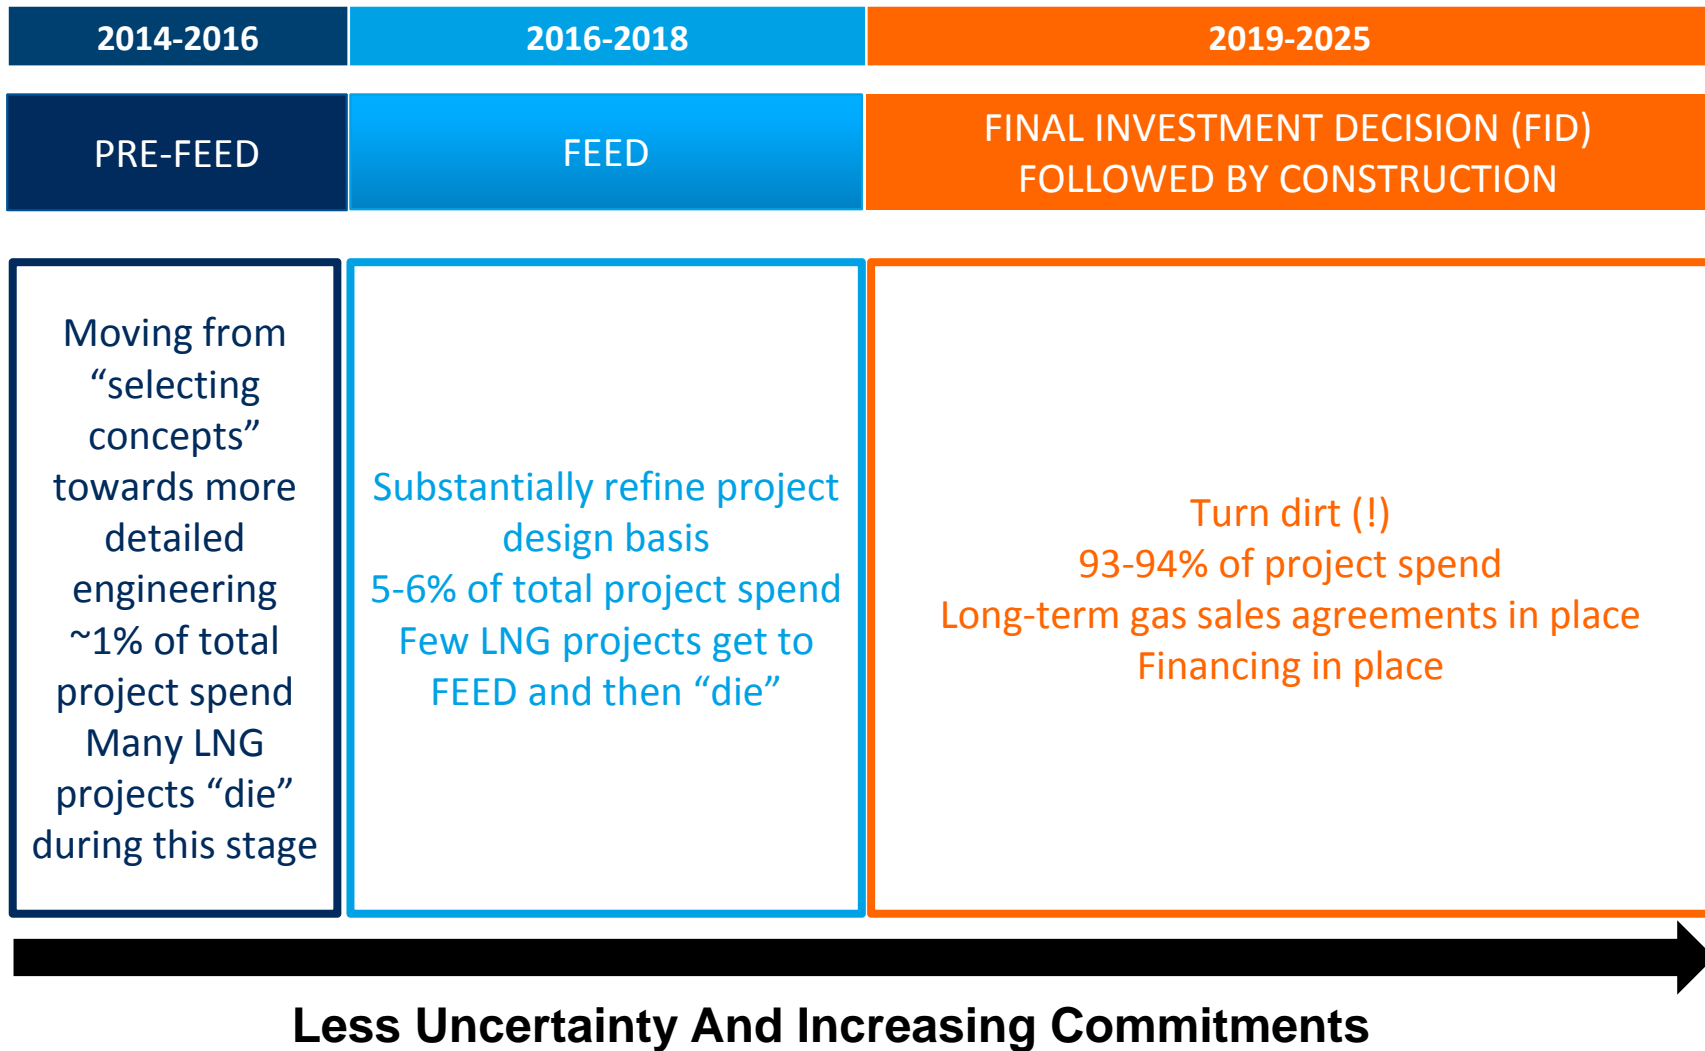 2014-2016
2016-2018
2019-2025
PRE-FEED
FEED
FINAL INVESTMENT DECISION (FID)
FOLLOWED BY CONSTRUCTION
Moving from
“selecting
concepts”
towards more
detailed
engineering
~1% of total
project spend
Many LNG
projects “die”
during this stage
Substantially refine project
design basis
5-6% of total project spend
Few LNG projects get to
FEED and then “die”
Turn dirt (!)
93-94% of project spend
Long-term gas sales agreements in place
Financing in place
Less Uncertainty And Increasing Commitments